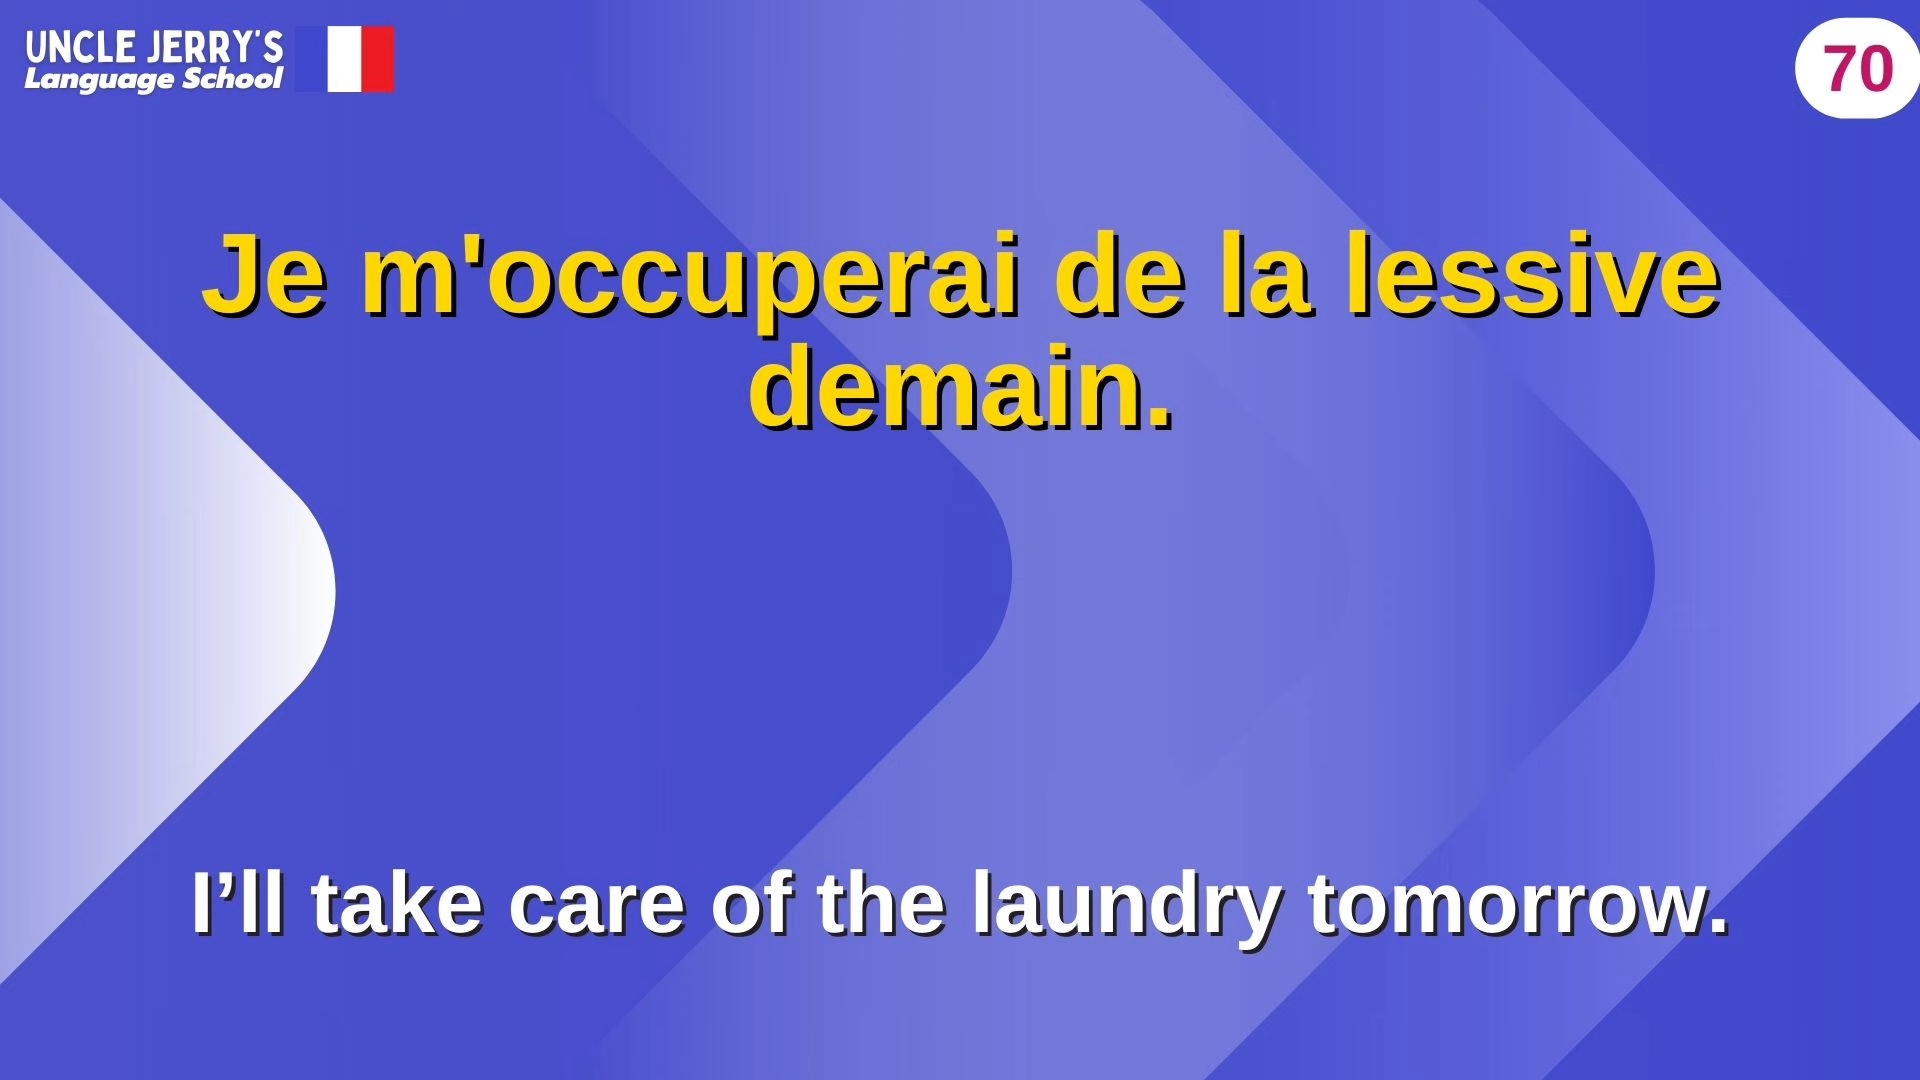 UNCLE JERRY'S
Language School
70
Je m'occuperai de la lessive
demain.
I’ll take care of the laundry tomorrow.